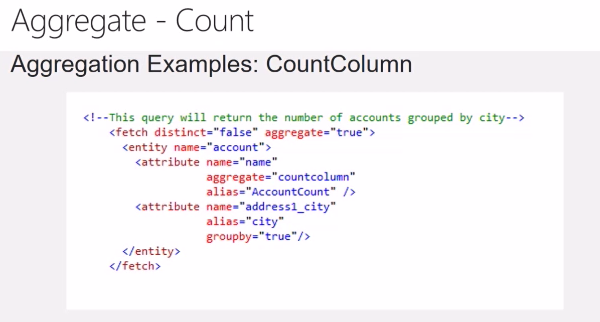 Aggregate - Count
Aggregation Examples: CountColumn
<!--This query will return the number of accounts grouped by city-->
<fetch distinct="false" aggregate="true">
<entity name="account">
<attribute name="name"
aggregate="countcolumn"
alias="AccountCount" />
<attribute name="address1_city"
alias="city"
groupby="true"/>
</entity>
</fetch>